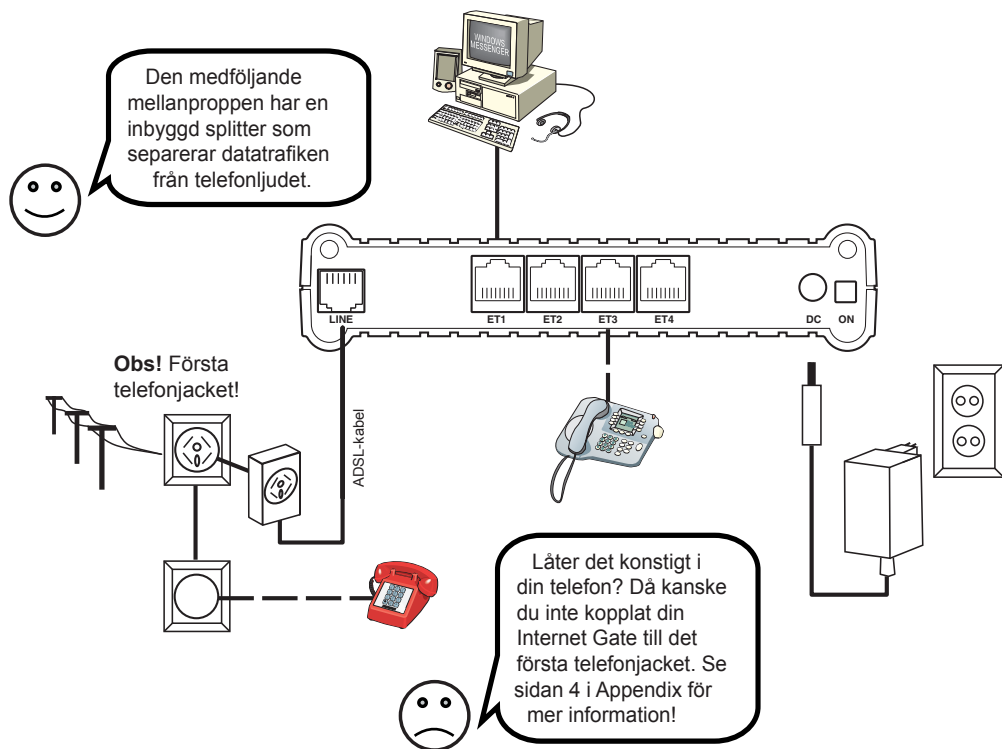 WINDOWS
MESSENGER
Den medföljande
mellanproppen har en
inbyggd splitter som
separerar datatrafiken
från telefonljudet.
LINE
ET1
ET2
ET3
ET4
DC
ON
Obs! Första
telefonjacket!
ADSL-kabel
Låter det konstigt i
din telefon? Då kanske
du inte kopplat din
Internet Gate till det
första telefonjacket. Se
sidan 4 i Appendix för
mer information!